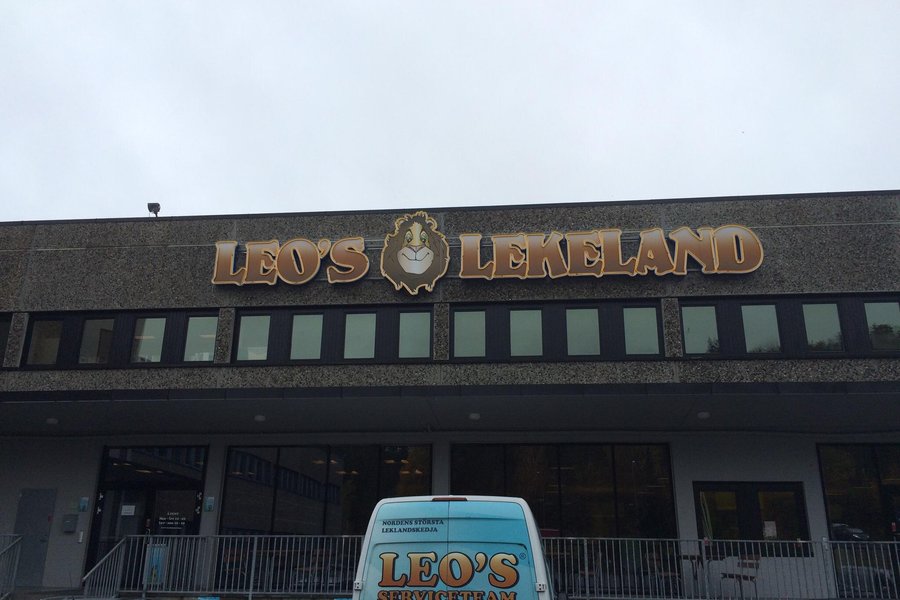 LEO'S LEKELAND
NORDENS STÖRSTA
LEKLANDSKEDJA
LEO'S®
SERVICETEAM